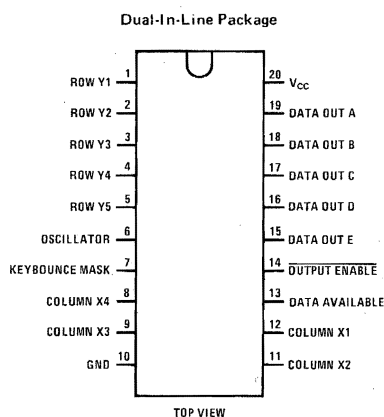 Dual-In-Line Package
ROW Y1 1 20 VCC
ROW Y2 2 19 DATA OUT A
ROW Y3 3 18 DATA OUT B
ROW Y4 4 17 DATA OUT C
ROW Y5 5 16 DATA OUT D
OSCILLATOR 6 15 DATA OUT E
KEYBOUNCE MASK 7 14 OUTPUT ENABLE
COLUMN X4 8 13 DATA AVAILABLE
COLUMN X3 9 12 COLUMN X1
GND 10 11 COLUMN X2
TOP VIEW